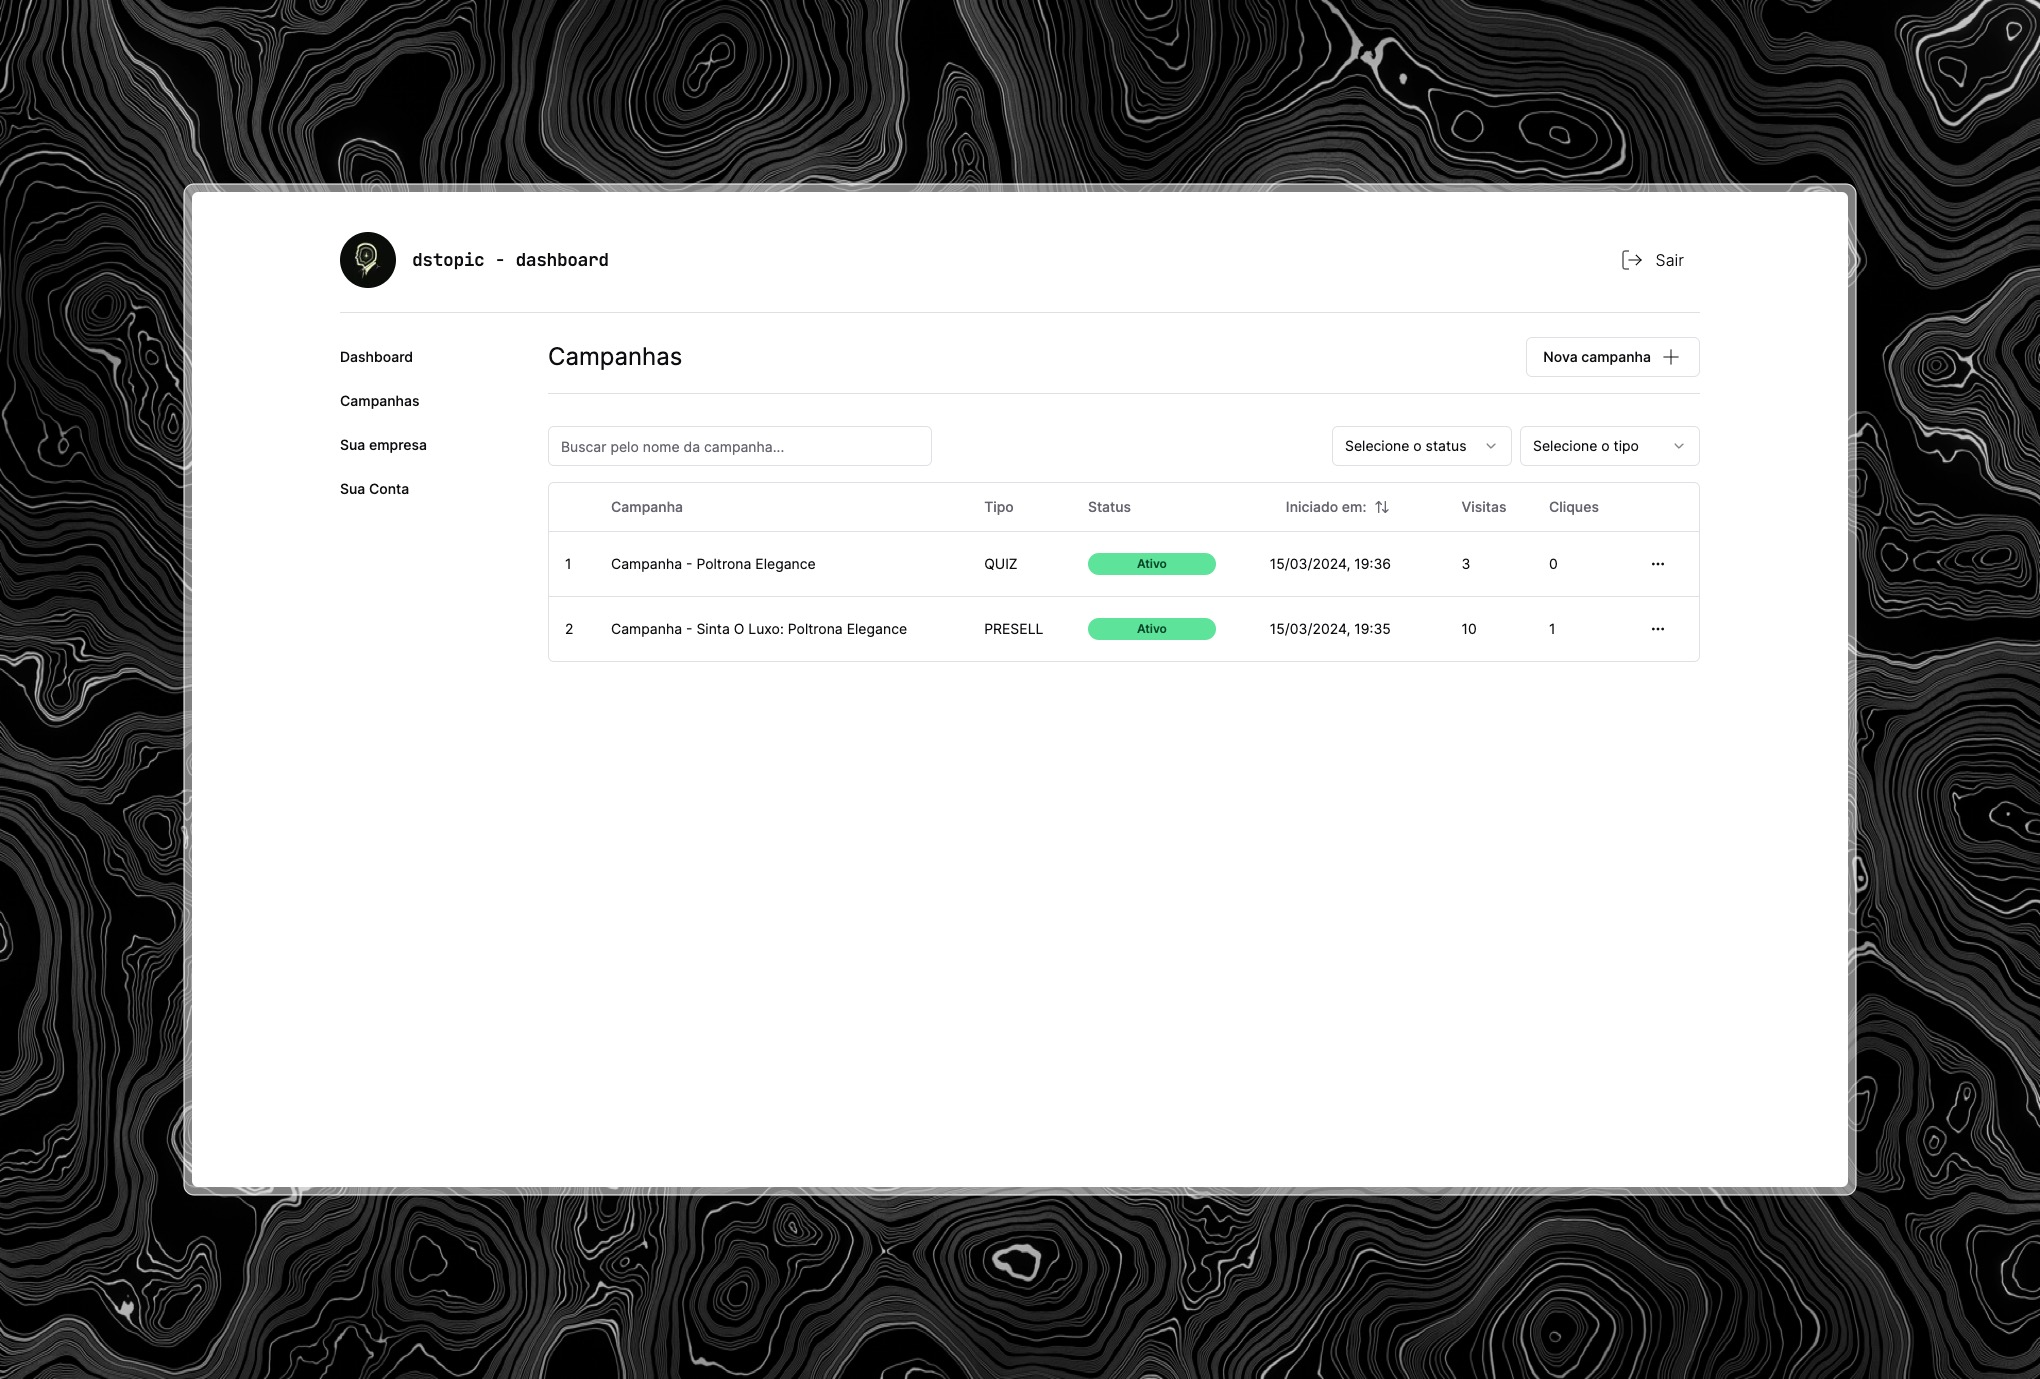 dstopic - dashboard
Sair
Dashboard
Campanhas
Sua empresa
Sua Conta
Campanhas
Nova campanha
Buscar pelo nome da campanha...
Selecione o status
Selecione o tipo
Campanha Tipo Status Iniciado em: Visitas Cliques
1 Campanha - Poltrona Elegance QUIZ Ativo 15/03/2024, 19:36 3 0
2 Campanha - Sinta O Luxo: Poltrona Elegance PRESELL Ativo 15/03/2024, 19:35 10 1